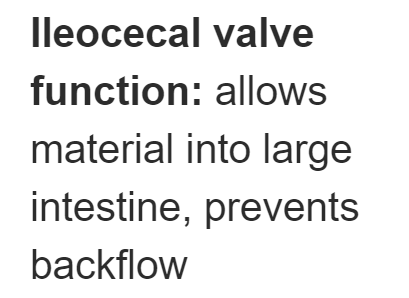 Ileocecal valve
function: allows
material into large
intestine, prevents
backflow